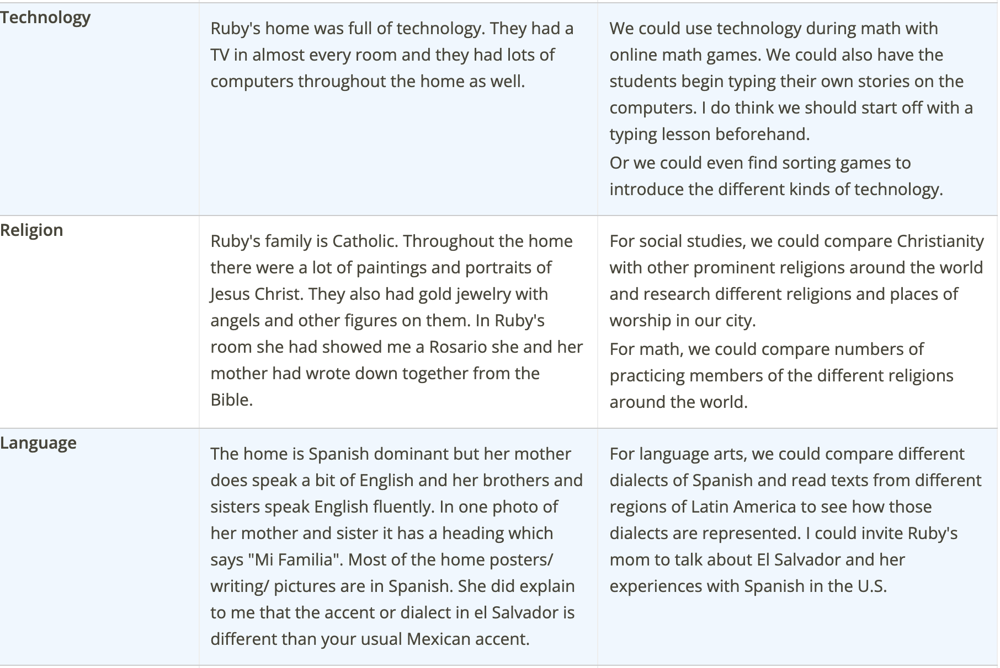 Technology
Ruby's home was full of technology. They had a
TV in almost every room and they had lots of
computers throughout the home as well.
We could use technology during math with
online math games. We could also have the
students begin typing their own stories on the
computers. I do think we should start off with a
typing lesson beforehand.
Or we could even find sorting games to
introduce the different kinds of technology.
Religion
Ruby's family is Catholic. Throughout the home
there were a lot of paintings and portraits of
Jesus Christ. They also had gold jewelry with
angels and other figures on them. In Ruby's
room she had showed me a Rosario she and her
mother had wrote down together from the
Bible.
For social studies, we could compare Christianity
with other prominent religions around the world
and research different religions and places of
worship in our city.
For math, we could compare numbers of
practicing members of the different religions
around the world.
Language
The home is Spanish dominant but her mother
does speak a bit of English and her brothers and
sisters speak English fluently. In one photo of
her mother and sister it has a heading which
says "Mi Familia". Most of the home posters/
writing/ pictures are in Spanish. She did explain
to me that the accent or dialect in el Salvador is
different than your usual Mexican accent.
For language arts, we could compare different
dialects of Spanish and read texts from different
regions of Latin America to see how those
dialects are represented. I could invite Ruby's
mom to talk about El Salvador and her
experiences with Spanish in the U.S.